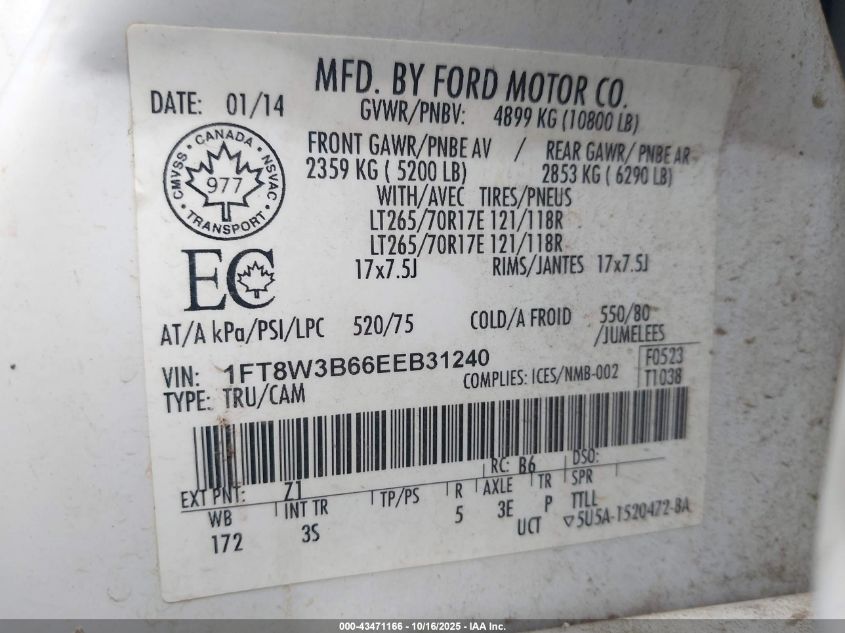 MFD. BY FORD MOTOR CO.
DATE: 01/14
GVWR/PNBV: 4899 KG (10800 LB)
FRONT GAWR/PNBE AV / REAR GAWR/ PNBE AR
2359 KG ( 5200 LB) 2853 KG ( 6290 LB)
WITH/AVEC TIRES/PNEUS
LT265/70R17E 121/118R
LT265/70R17E 121/118R
17x7.5J RIMS/JANTES 17x7.5J
CMVSS • CANADA • NSVAC
977
TRANSPORT
EC
AT/A kPa/PSI/LPC 520/75 COLD/A FROID 550/80
/JUMELEES
VIN: 1FT8W3B66EEB31240
F0523
TYPE: TRU/CAM COMPLIES: ICES/NMB-002 T1038
RC: B6 DSO:
EXT PNT: Z1
WB INT TR TP/PS R AXLE TR SPR
172 3S 5 3E P TTLL
UCT ▽5U5A-1520472-BA
000-43471166 - 10/16/2025 - IAA Inc.